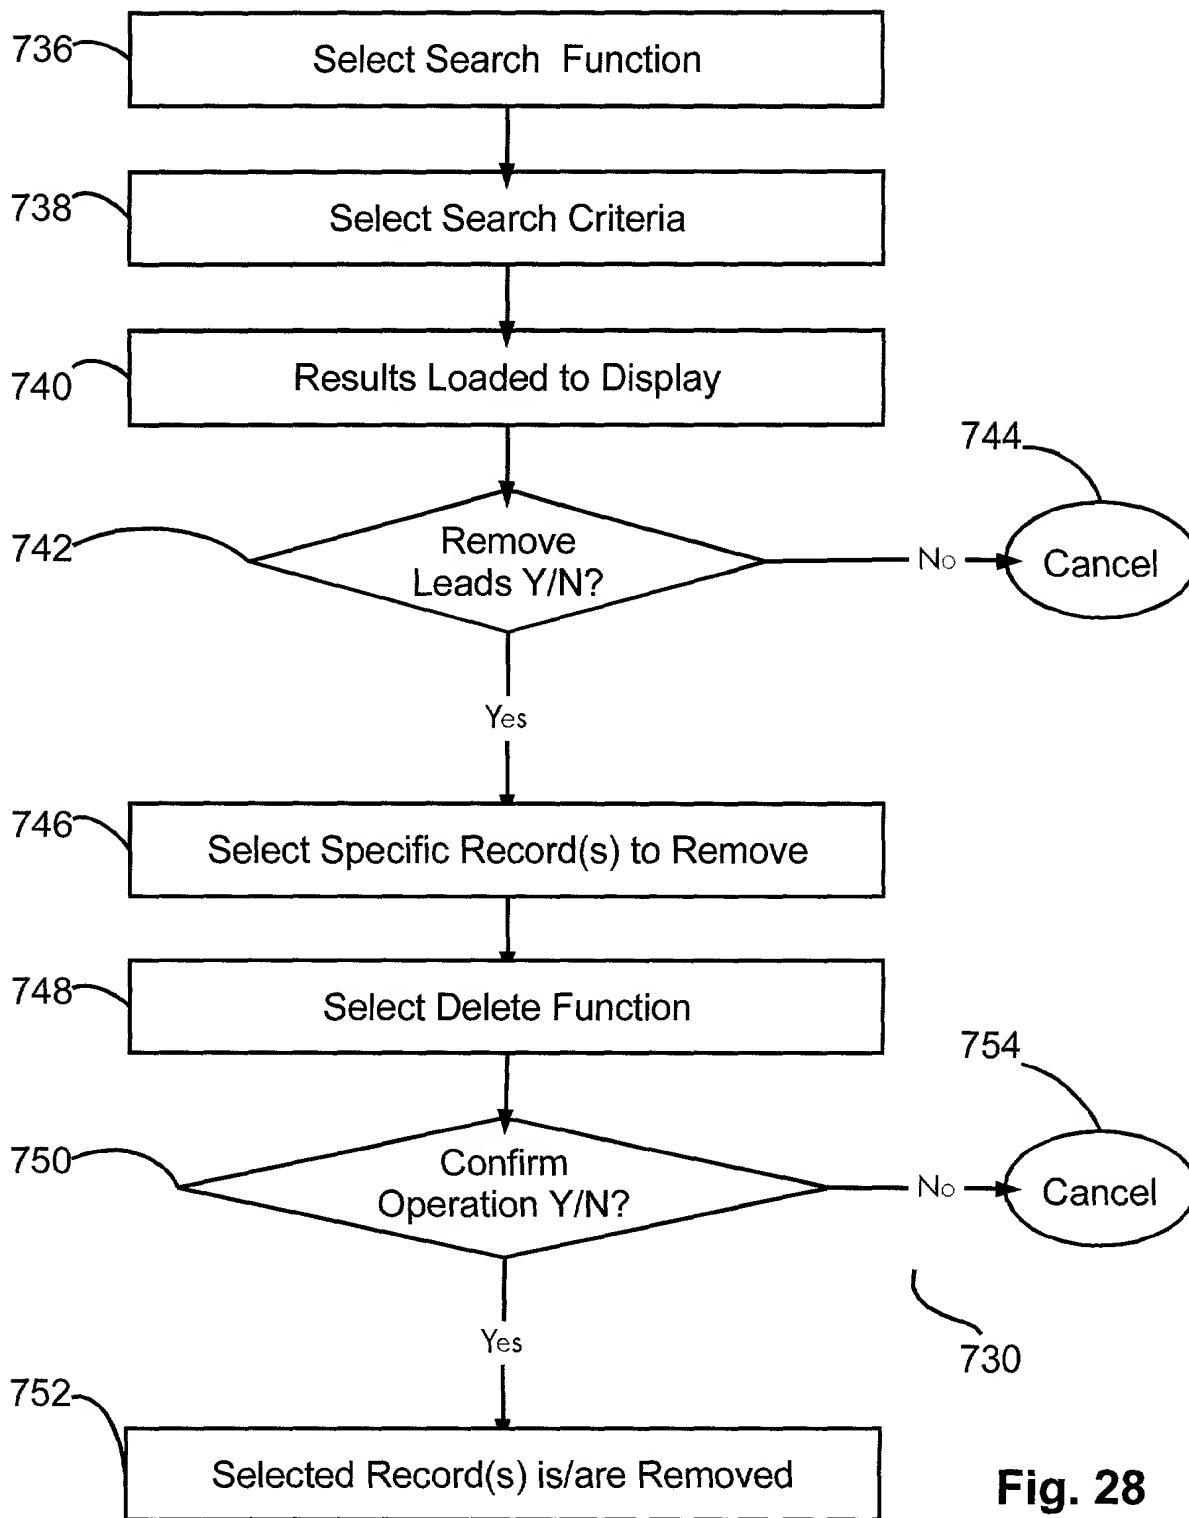 736
Select Search Function
738
Select Search Criteria
740
Results Loaded to Display
744
742
Remove
Leads Y/N?
No
Cancel
Yes
746
Select Specific Record(s) to Remove
748
Select Delete Function
754
750
Confirm
Operation Y/N?
No
Cancel
Yes
730
752
Selected Record(s) is/are Removed
Fig. 28